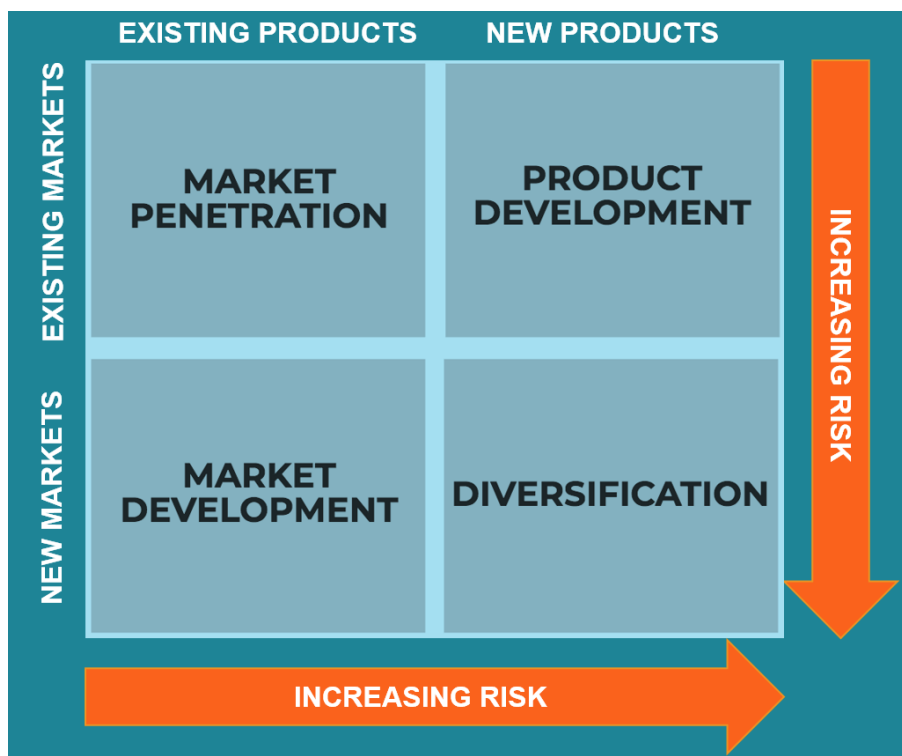 EXISTING PRODUCTS
NEW PRODUCTS
EXISTING MARKETS
MARKET
PENETRATION
PRODUCT
DEVELOPMENT
NEW MARKETS
MARKET
DEVELOPMENT
DIVERSIFICATION
INCREASING RISK
INCREASING RISK